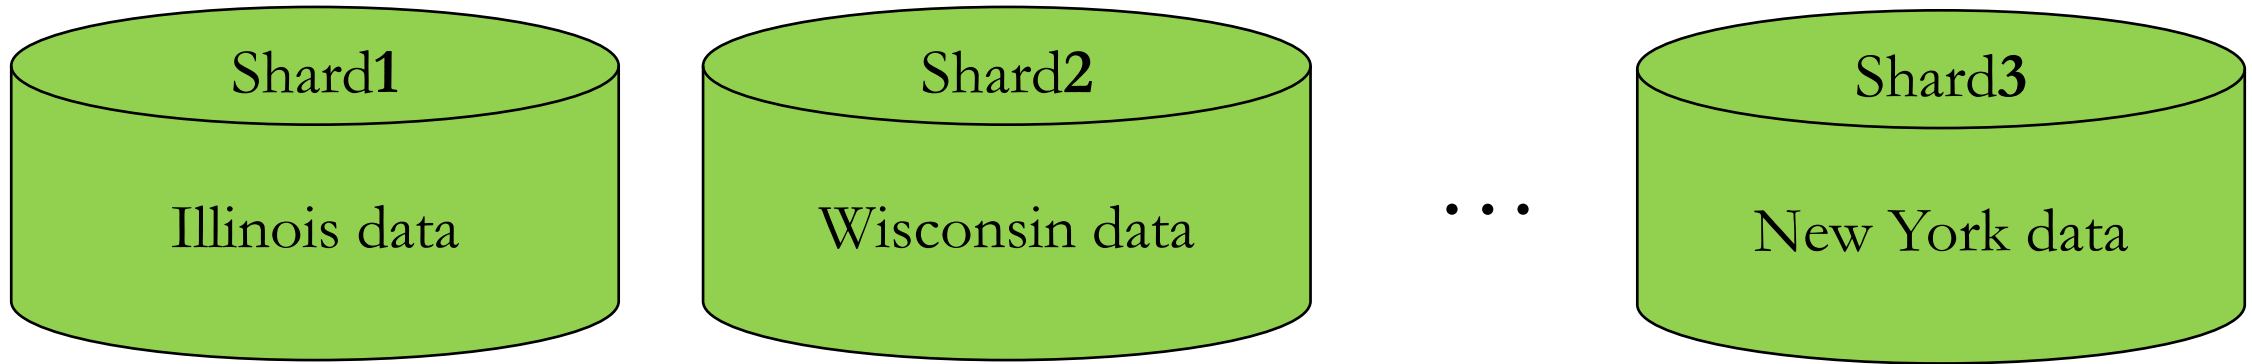 Shard1
Illinois data
Shard2
Wisconsin data
...
Shard3
New York data